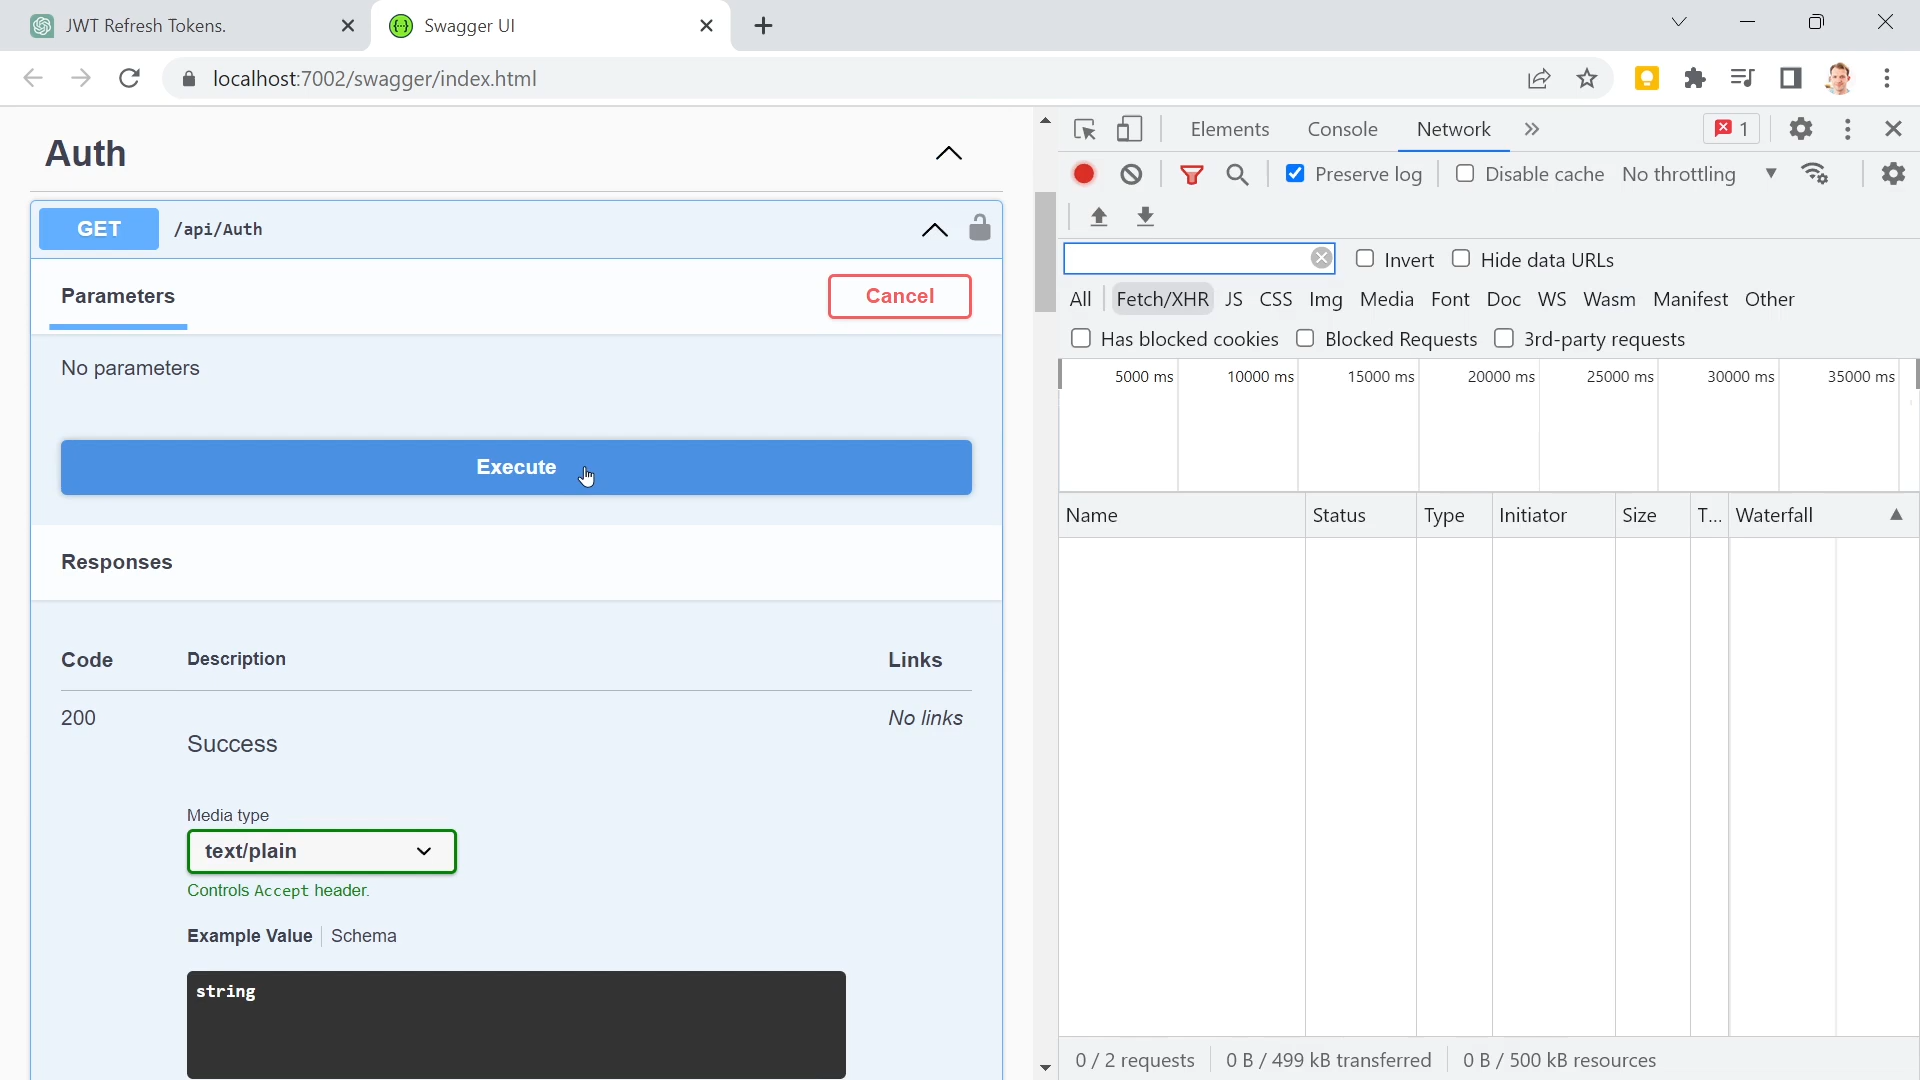 JWT Refresh Tokens.
Swagger UI
localhost:7002/swagger/index.html
Auth
GET /api/Auth
Parameters
Cancel
No parameters
Execute
Responses
Code Description Links
200 No links
Success
Media type
text/plain
Controls Accept header.
Example Value Schema
string
Elements Console Network 1
Preserve log Disable cache No throttling
Invert Hide data URLs
All Fetch/XHR JS CSS Img Media Font Doc WS Wasm Manifest Other
Has blocked cookies Blocked Requests 3rd-party requests
5000 ms 10000 ms 15000 ms 20000 ms 25000 ms 30000 ms 35000 ms
Name Status Type Initiator Size T... Waterfall
0 / 2 requests 0 B / 499 kB transferred 0 B / 500 kB resources